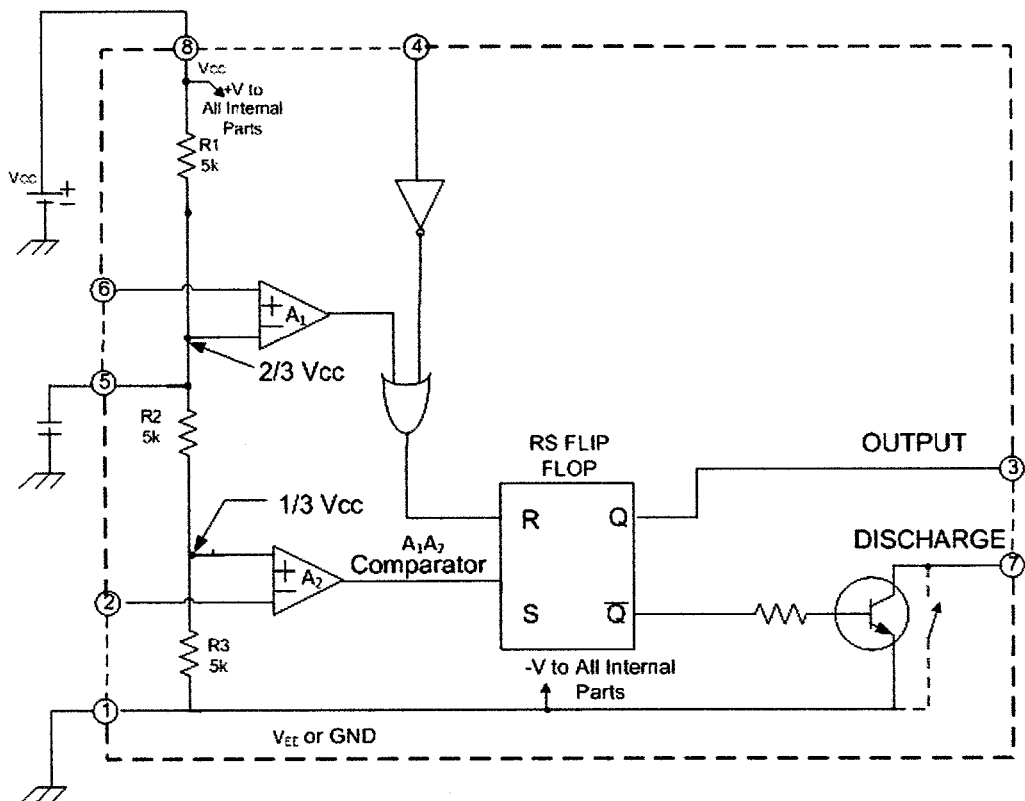 8
4
Vcc
+V to
All Internal
Parts
R1
5k
Vcc
+
−
6
+
−
A1
2/3 Vcc
5
R2
5k
RS FLIP
FLOP
OUTPUT
3
1/3 Vcc
R
Q
A1A2
Comparator
DISCHARGE
7
+
−
A2
2
S
Q̅
R3
5k
-V to All Internal
Parts
1
VEE or GND